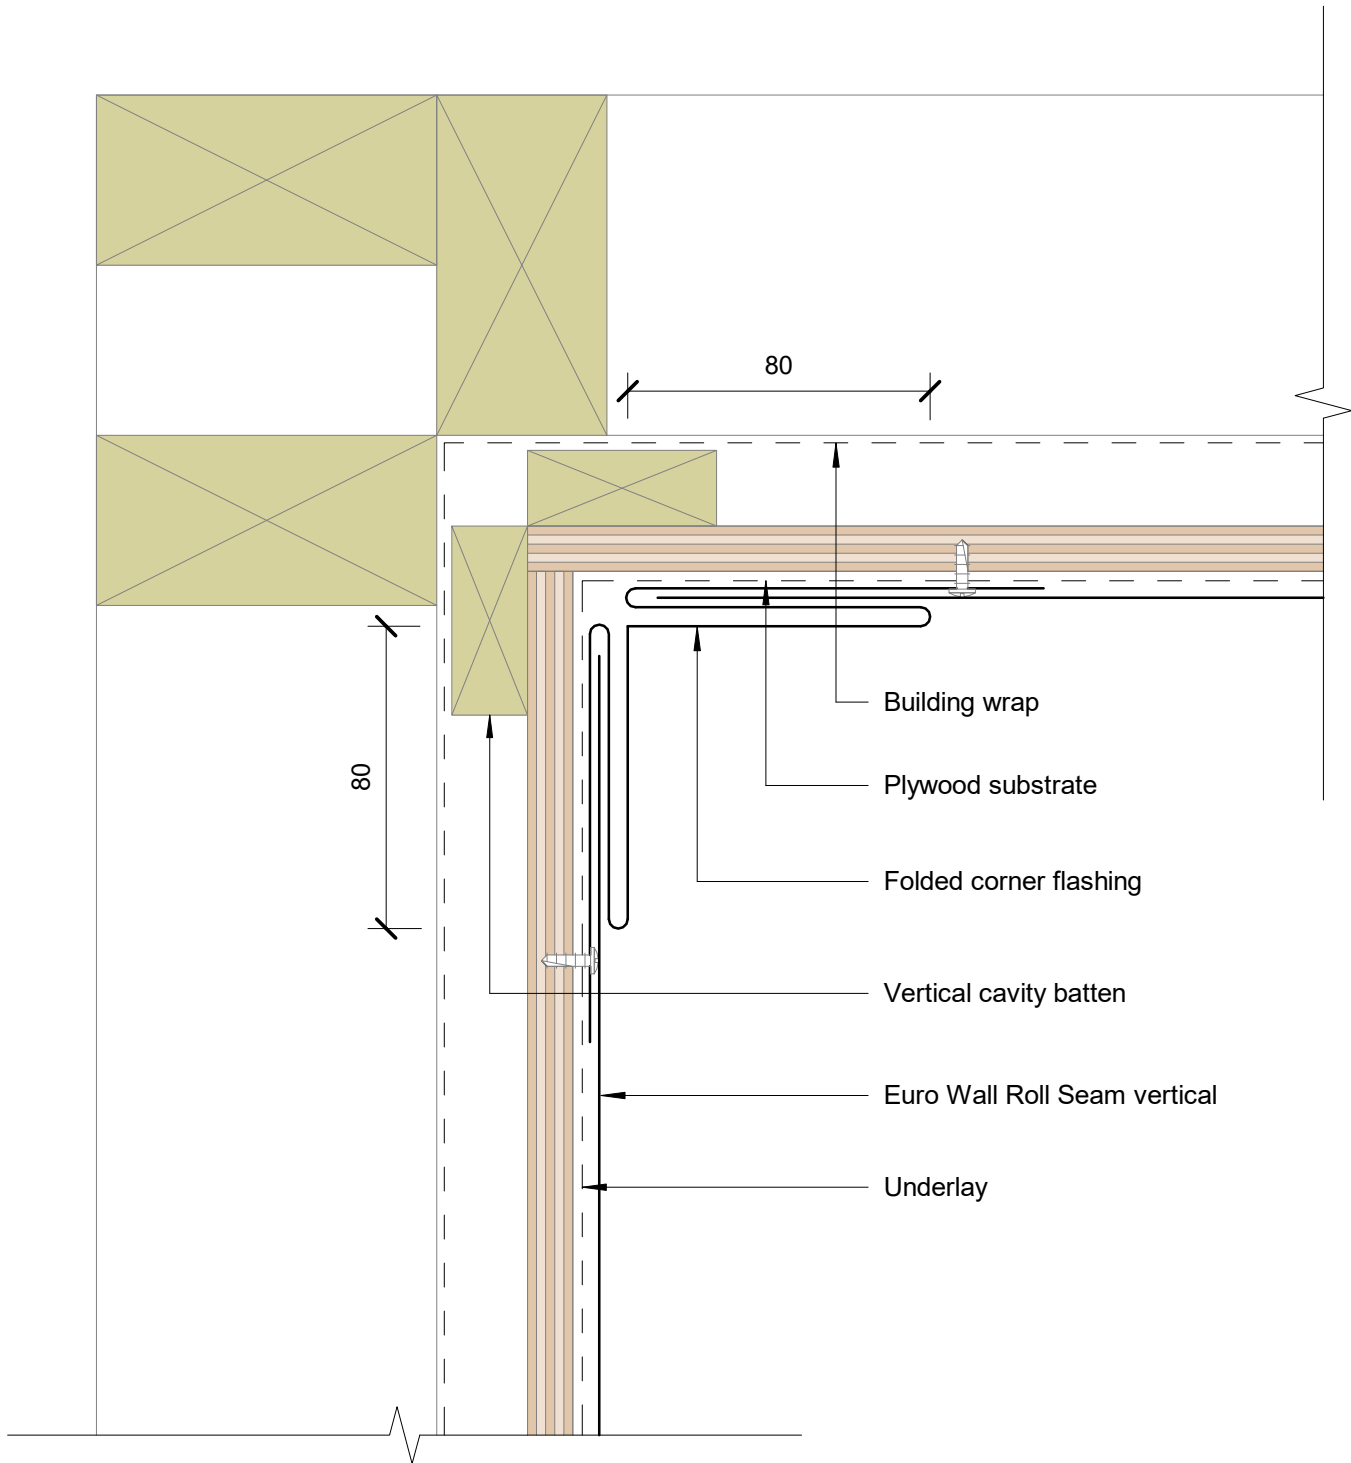 80
Building wrap
80
Plywood substrate
Folded corner flashing
Vertical cavity batten
Euro Wall Roll Seam vertical
Underlay